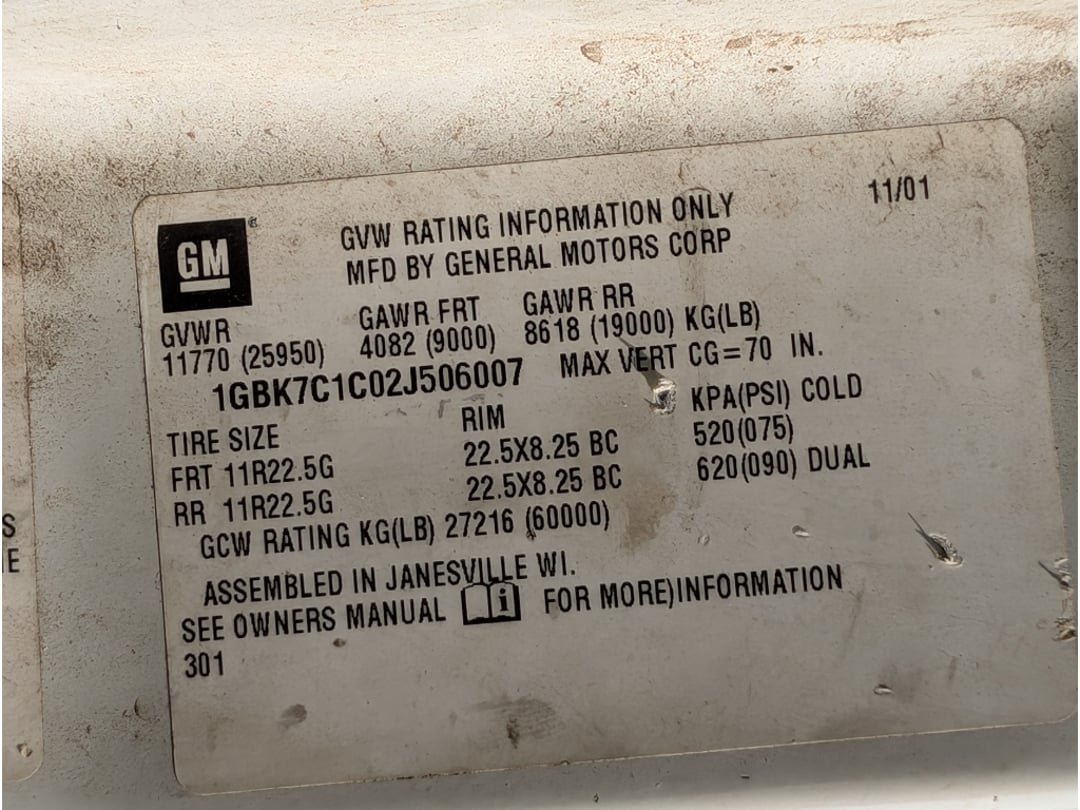 11/01
GM®
GVW RATING INFORMATION ONLY
MFD BY GENERAL MOTORS CORP
GVWR GAWR FRT GAWR RR
11770 (25950) 4082 (9000) 8618 (19000) KG(LB)
1GBK7C1C02J506007 MAX VERT CG=70 IN.
TIRE SIZE RIM KPA(PSI) COLD
FRT 11R22.5G 22.5X8.25 BC 520(075)
RR 11R22.5G 22.5X8.25 BC 620(090) DUAL
GCW RATING KG(LB) 27216 (60000)
ASSEMBLED IN JANESVILLE WI.
SEE OWNERS MANUAL i FOR MORE)INFORMATION
301
S
IE